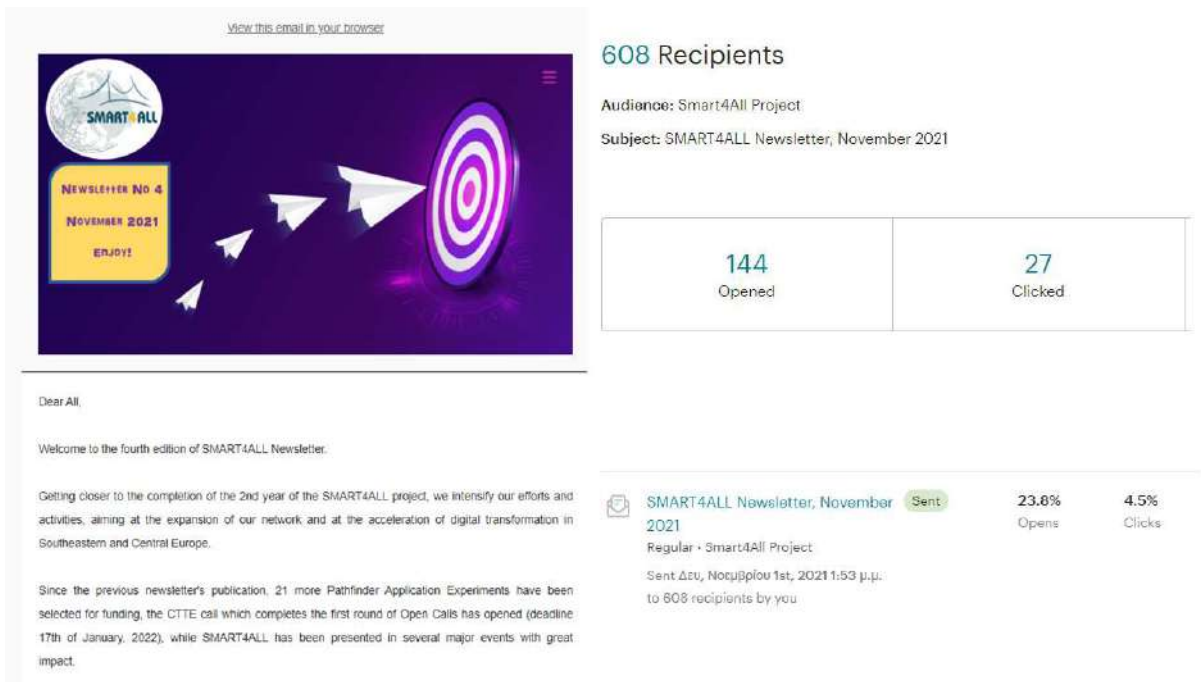 View this email in your browser
SMART4ALL
NEWSLETTER NO 4
NOVEMBER 2021
ENJOY!
Dear All,
Welcome to the fourth edition of SMART4ALL Newsletter.
Getting closer to the completion of the 2nd year of the SMART4ALL project, we intensify our efforts and
activities, aiming at the expansion of our network and at the acceleration of digital transformation in
Southeastern and Central Europe.
Since the previous newsletter's publication, 21 more Pathfinder Application Experiments have been
selected for funding, the CTTE call which completes the first round of Open Calls has opened (deadline
17th of January, 2022), while SMART4ALL has been presented in several major events with great
impact.
608 Recipients
Audience: Smart4All Project
Subject: SMART4ALL Newsletter, November 2021
144
Opened
27
Clicked
SMART4ALL Newsletter, November
2021
Sent
23.8%
Opens
4.5%
Clicks
Regular · Smart4All Project
Sent Δευ, Νοεμβρίου 1st, 2021 1:53 μ.μ.
to 608 recipients by you